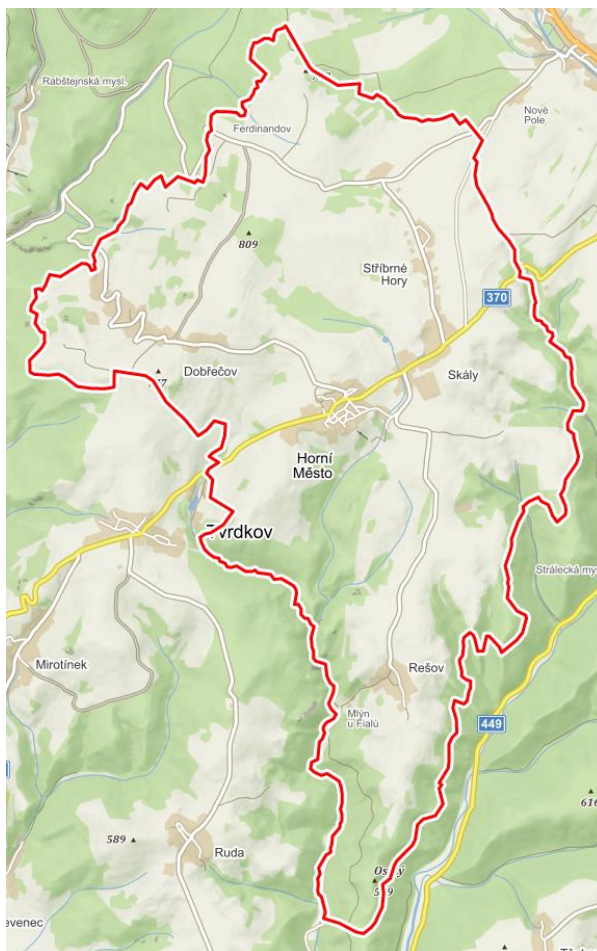 Rabštejnská mysl.
Nové
Pole
Ferdinandov
809
Stříbrné
Hory
370
Dobřečov
Skály
Horní
Město
Tvrdkov
Strálecká my
Mirotínek
Rešov
Mlýn
u Fialů
449
616
589
Ruda
evenec